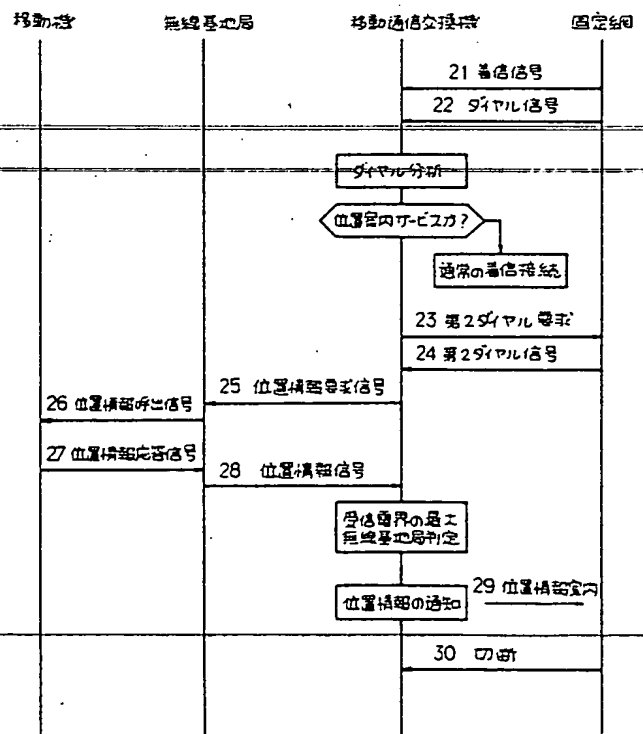 移動機 無線基地局 移動通信交換機 固定網
21 着信信号
22 ダイヤル信号
ダイヤル分析
位置案内サービスか?
通常の着信接続
23 第2ダイヤル要求
24 第2ダイヤル信号
25 位置情報要求信号
26 位置情報呼出信号
27 位置情報応答信号
28 位置情報信号
受信電界の最大
無線基地局判定
29 位置情報案内
位置情報の通知
30 切断